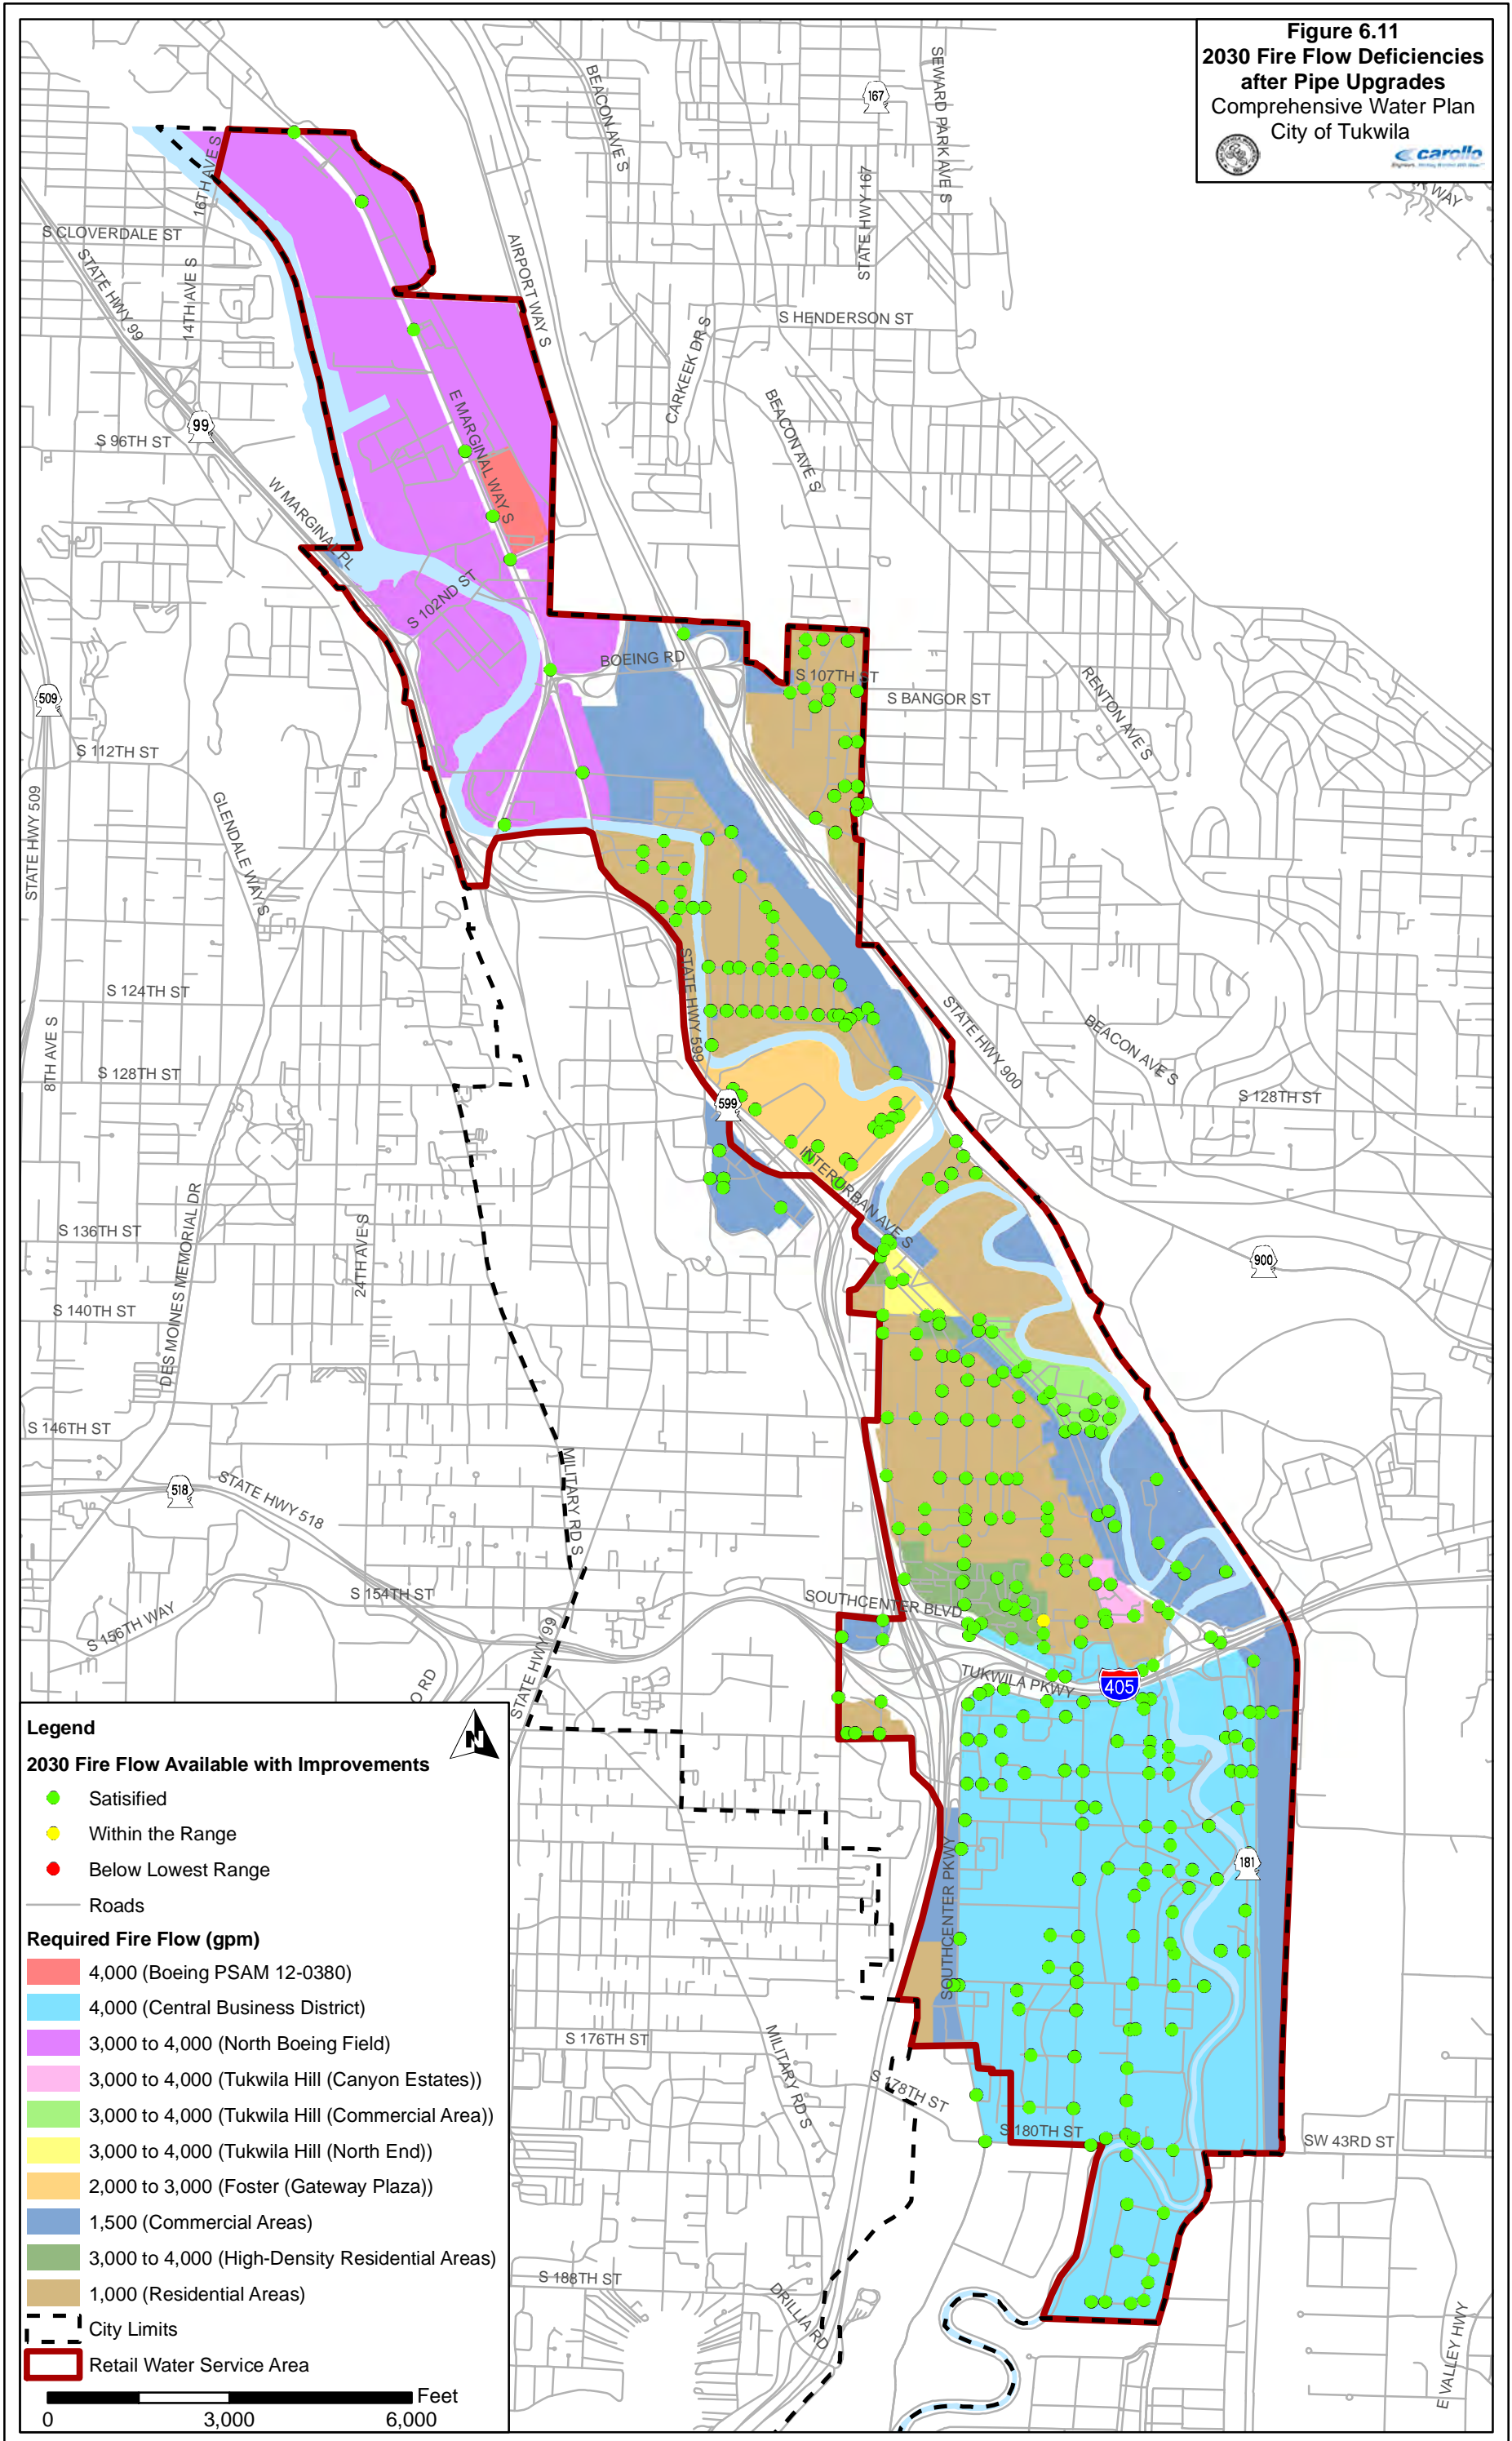 Figure 6.11
2030 Fire Flow Deficiencies
after Pipe Upgrades
Comprehensive Water Plan
City of Tukwila
carollo
WAY
BEACON AVE S
167
SEWARD PARK AVE S
STATE HWY 167
16TH AVE S
S CLOVERDALE ST
STATE HWY 99
14TH AVE S
AIRPORT WAY S
S HENDERSON ST
CARKEEK DR S
BEACON AVE S
E MARGINAL WAY S
99
S 96TH ST
W MARGINAL PL
S 102ND ST
BOEING RD
S 107TH ST
S BANGOR ST
RENTON AVE S
509
S 112TH ST
STATE HWY 509
GLENDALE WAY S
STATE HWY 599
S 124TH ST
8TH AVE S
STATE HWY 900
BEACON AVE S
S 128TH ST
S 128TH ST
599
INTERURBAN AVE S
DES MOINES MEMORIAL DR
S 136TH ST
24TH AVE S
900
S 140TH ST
S 146TH ST
518
STATE HWY 518
MILITARY RD S
S 154TH ST
SOUTHCENTER BLVD
S 156TH WAY
STATE HWY 99
O RD
TUKWILA PKWY
405
181
SOUTHCENTER PKWY
S 176TH ST
MILITARY RD S
S 178TH ST
S 180TH ST
SW 43RD ST
S 188TH ST
DRILLIA RD
E VALLEY HWY
Legend
N
2030 Fire Flow Available with Improvements
Satisified
Within the Range
Below Lowest Range
Roads
Required Fire Flow (gpm)
4,000 (Boeing PSAM 12-0380)
4,000 (Central Business District)
3,000 to 4,000 (North Boeing Field)
3,000 to 4,000 (Tukwila Hill (Canyon Estates))
3,000 to 4,000 (Tukwila Hill (Commercial Area))
3,000 to 4,000 (Tukwila Hill (North End))
2,000 to 3,000 (Foster (Gateway Plaza))
1,500 (Commercial Areas)
3,000 to 4,000 (High-Density Residential Areas)
1,000 (Residential Areas)
City Limits
Retail Water Service Area
Feet
0 3,000 6,000